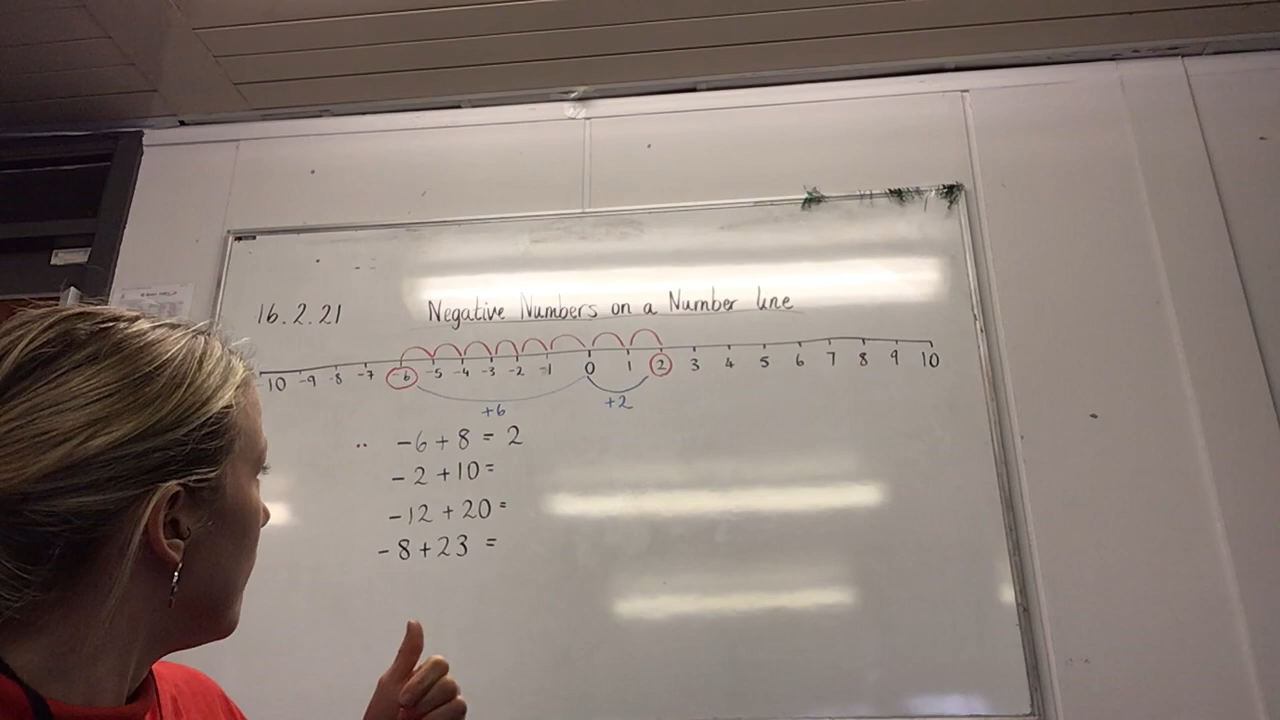 16.2.21 Negative Numbers on a Number line
-10 -9 -8 -7 -6 -5 -4 -3 -2 -1 0 1 2 3 4 5 6 7 8 9 10
+6 +2
-6+8=2
-2+10=
-12+20=
-8+23=